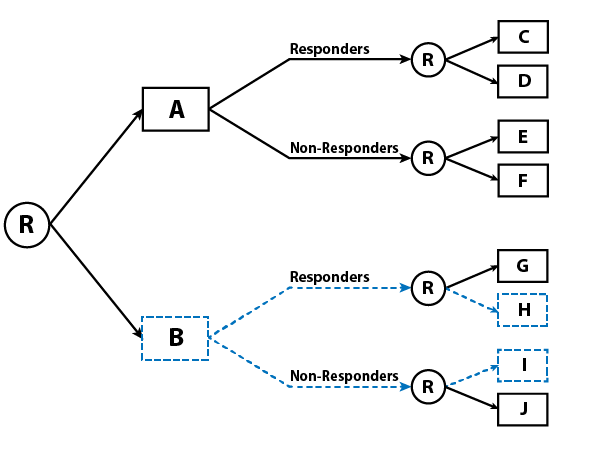 Responders
R
C
D
A
Non-Responders
R
E
F
R
Responders
R
G
H
B
Non-Responders
R
I
J